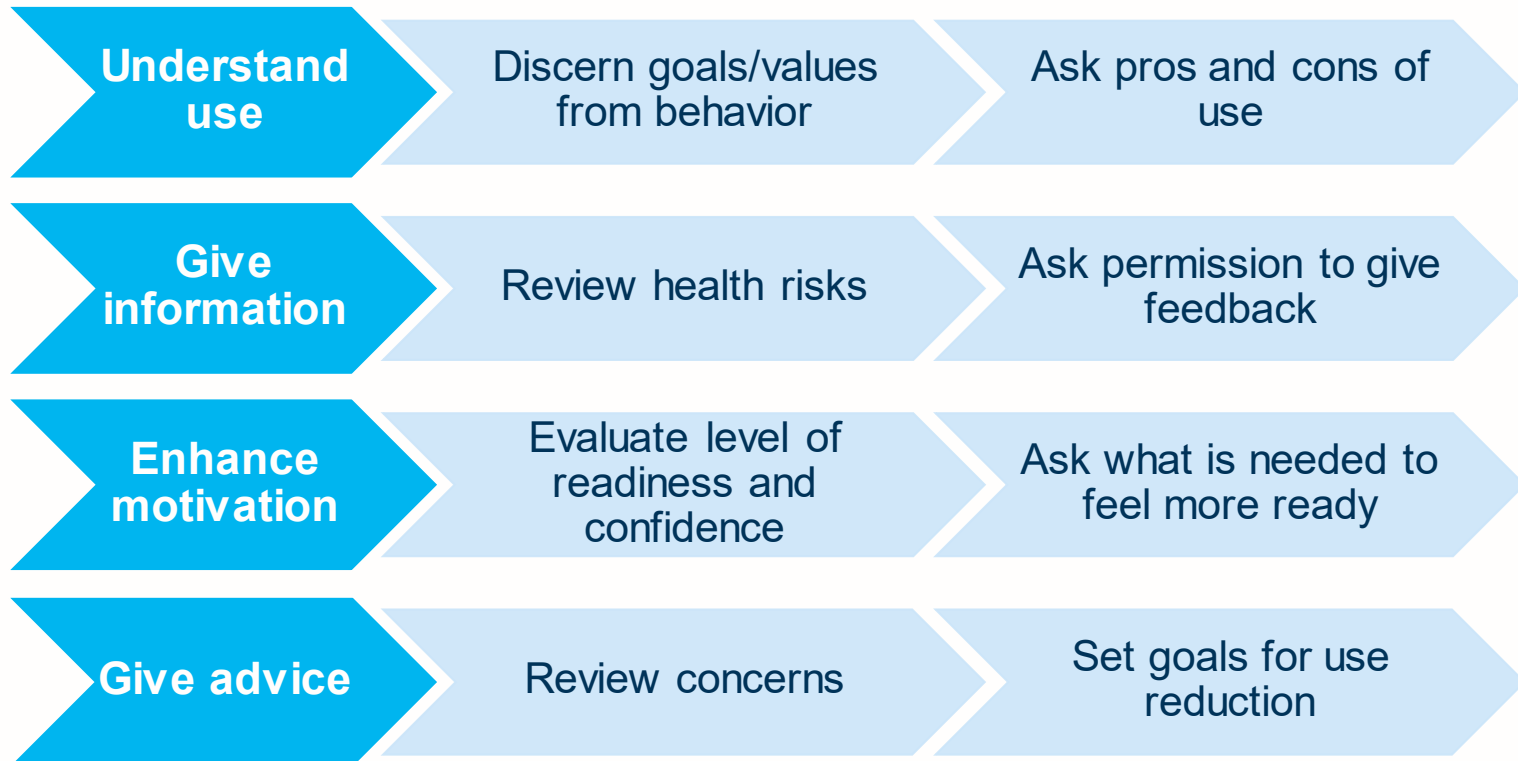 Understand
use
Discern goals/values
from behavior
Ask pros and cons of
use
Give
information
Review health risks
Ask permission to give
feedback
Enhance
motivation
Evaluate level of
readiness and
confidence
Ask what is needed to
feel more ready
Give advice
Review concerns
Set goals for use
reduction